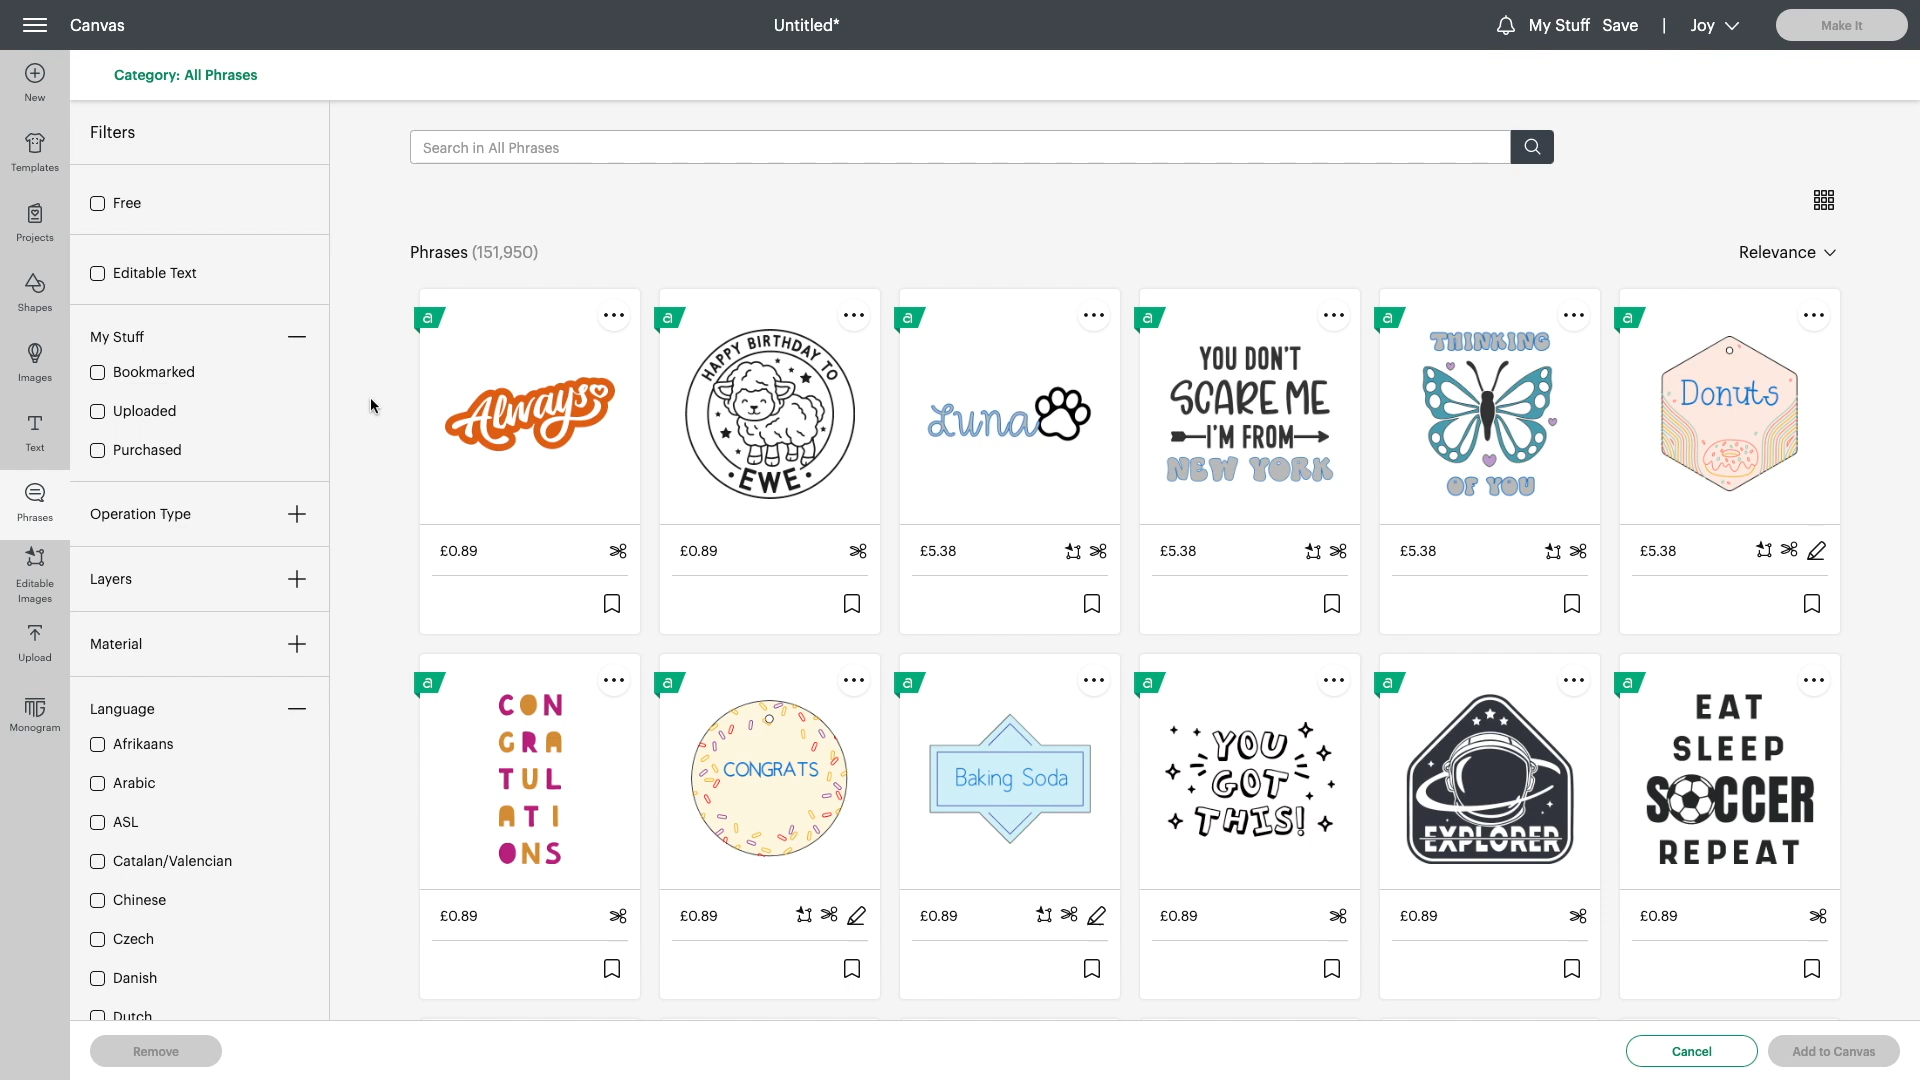 Canvas
Untitled*
My Stuff
Save
|
Joy
Make It
New
Templates
Projects
Shapes
Images
Text
Phrases
Editable
Images
Upload
Monogram
Category: All Phrases
Filters
Free
Editable Text
My Stuff
Bookmarked
Uploaded
Purchased
Operation Type
Layers
Material
Language
Afrikaans
Arabic
ASL
Catalan/Valencian
Chinese
Czech
Danish
Dutch
Search in All Phrases
Phrases (151,950)
Relevance
a
Always
£0.89
a
HAPPY BIRTHDAY TO
EWE
£0.89
a
Luna
£5.38
a
YOU DON'T
SCARE ME
I'M FROM
NEW YORK
£5.38
a
THINKING
OF YOU
£5.38
a
Donuts
£5.38
a
CON
GRA
TUL
ATI
ONS
£0.89
a
CONGRATS
£0.89
a
Baking Soda
£0.89
a
YOU
GOT
THIS!
£0.89
a
EXPLORER
£0.89
a
EAT
SLEEP
SOCCER
REPEAT
£0.89
Remove
Cancel
Add to Canvas